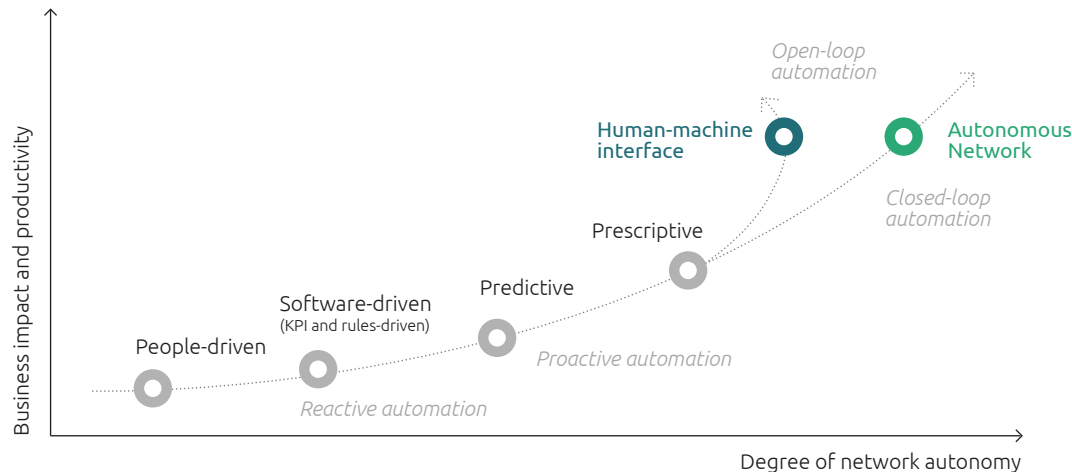 Open-loop
automation
Human-machine
interface
Autonomous
Network
Closed-loop
automation
Prescriptive
Predictive
Software-driven
(KPI and rules-driven)
People-driven
Proactive automation
Reactive automation
Business impact and productivity
Degree of network autonomy